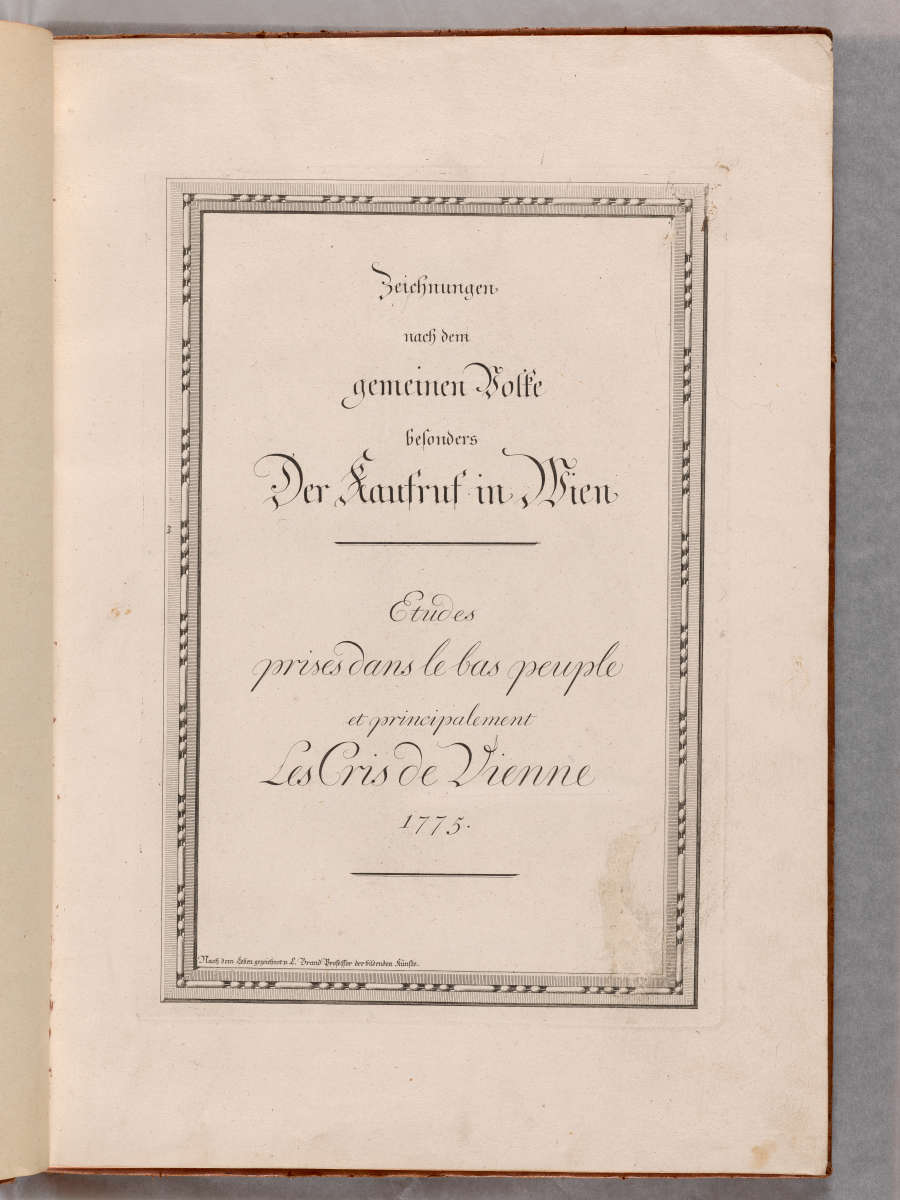 Zeichnungen
nach dem
gemeinen Volke
besonders
Der Kaufruf in Wien
Etudes
prises dans le bas peuple
et principalement
Les Cris de Vienne
1775.
Nach dem Leben gezeichnet v. C. Brand Professor der bildenden Künste.